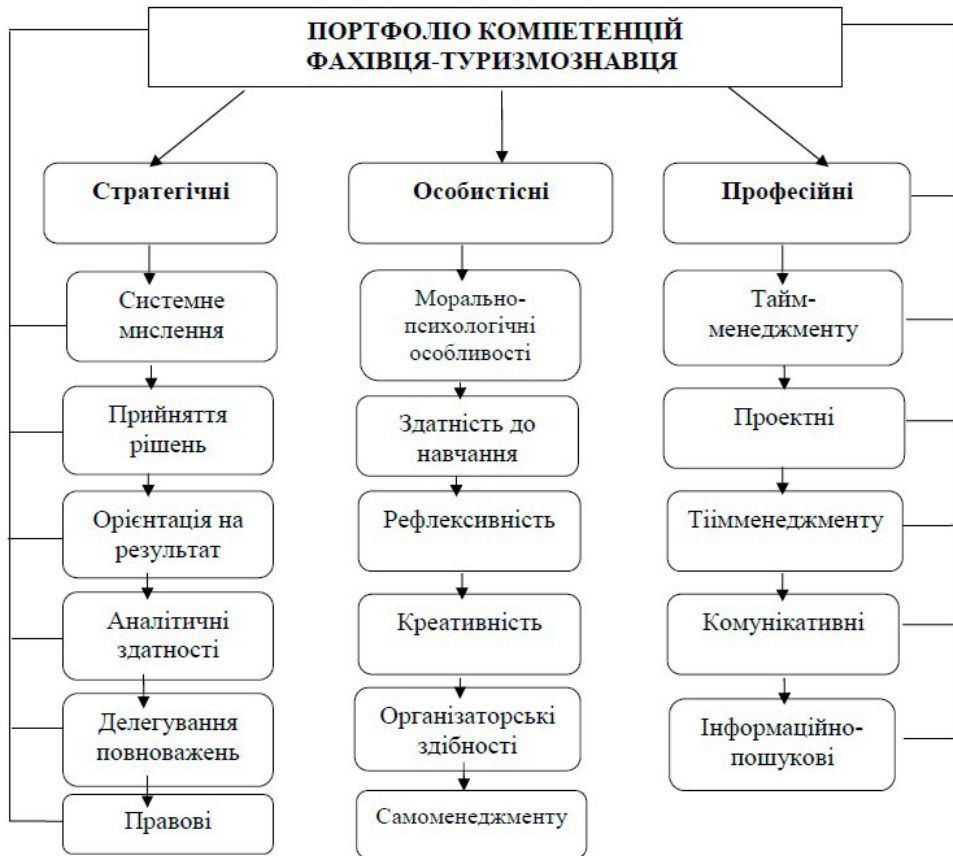 ПОРТФОЛІО КОМПЕТЕНЦІЙ
ФАХІВЦЯ-ТУРИЗМОЗНАВЦЯ
Стратегічні
Системне
мислення
Прийняття
рішень
Орієнтація на
результат
Аналітичні
здатності
Делегування
повноважень
Правові
Особистісні
Морально-
психологічні
особливості
Здатність до
навчання
Рефлексивність
Креативність
Організаторські
здібності
Самоменеджменту
Професійні
Тайм-
менеджменту
Проектні
Тіімменеджменту
Комунікативні
Інформаційно-
пошукові